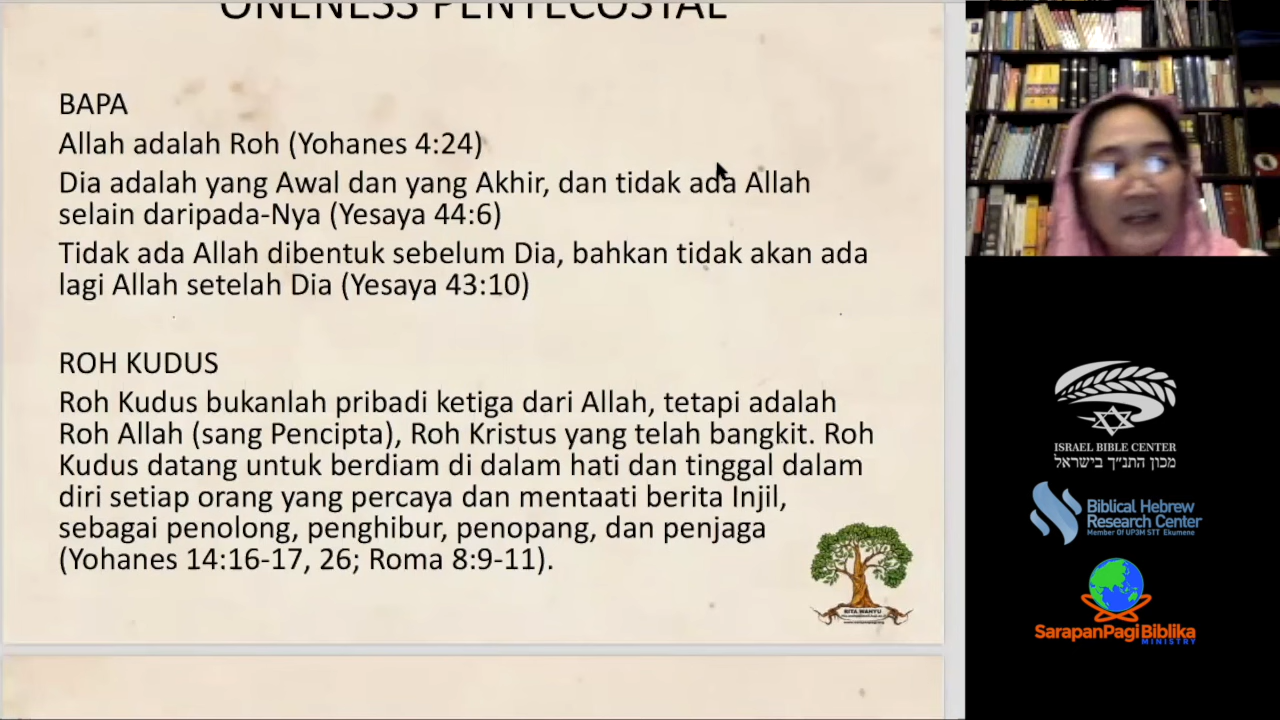 ONENESS PENTECOSTAL
BAPA
Allah adalah Roh (Yohanes 4:24)
Dia adalah yang Awal dan yang Akhir, dan tidak ada Allah
selain daripada-Nya (Yesaya 44:6)
Tidak ada Allah dibentuk sebelum Dia, bahkan tidak akan ada
lagi Allah setelah Dia (Yesaya 43:10)
ROH KUDUS
Roh Kudus bukanlah pribadi ketiga dari Allah, tetapi adalah
Roh Allah (sang Pencipta), Roh Kristus yang telah bangkit. Roh
Kudus datang untuk berdiam di dalam hati dan tinggal dalam
diri setiap orang yang percaya dan mentaati berita Injil,
sebagai penolong, penghibur, penopang, dan penjaga
(Yohanes 14:16-17, 26; Roma 8:9-11).
RITA WAHYU
ISRAEL BIBLE CENTER
מכון התנ״ך בישראל
Biblical Hebrew
Research Center
Member Of UP3M STT Ekumene
SarapanPagi Biblika
MINISTRY